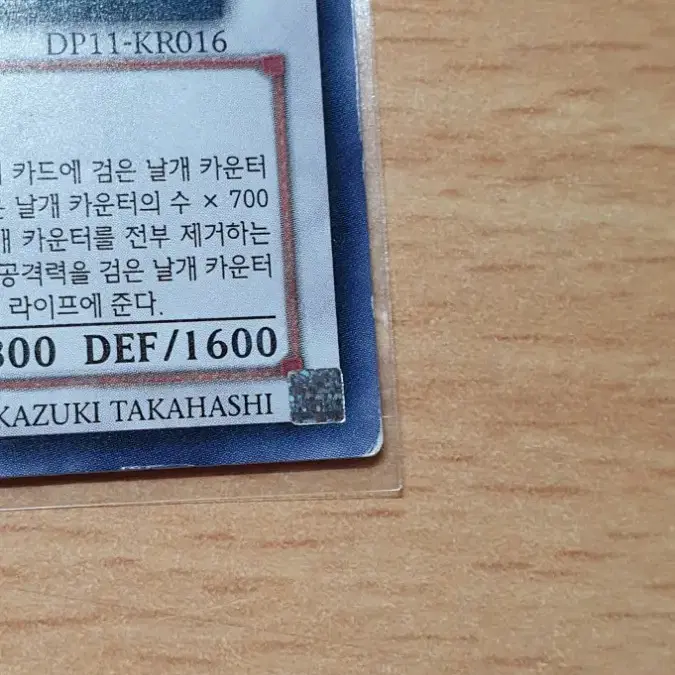 DP11-KR016
카드에 검은 날개 카운터
날개 카운터의 수 × 700
카운터를 전부 제거하는
공격력을 검은 날개 카운터
라이프에 준다.
800 DEF/1600
KAZUKI TAKAHASHI